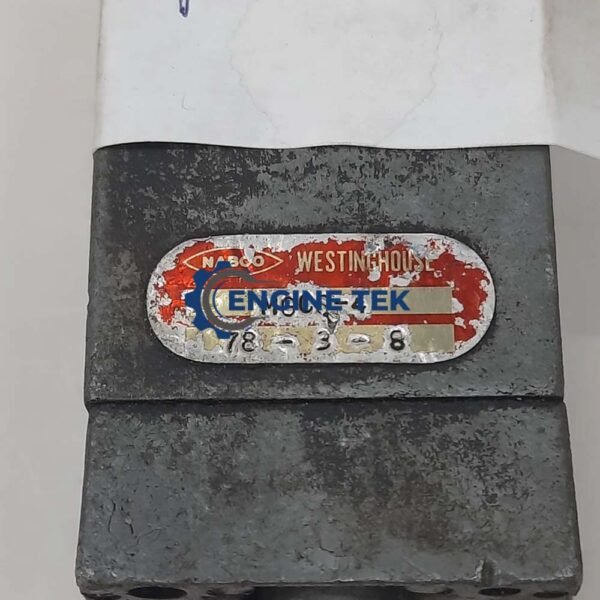 NABCO WESTINGHOUSE
ENGINE TEK
78 - 3 - 8